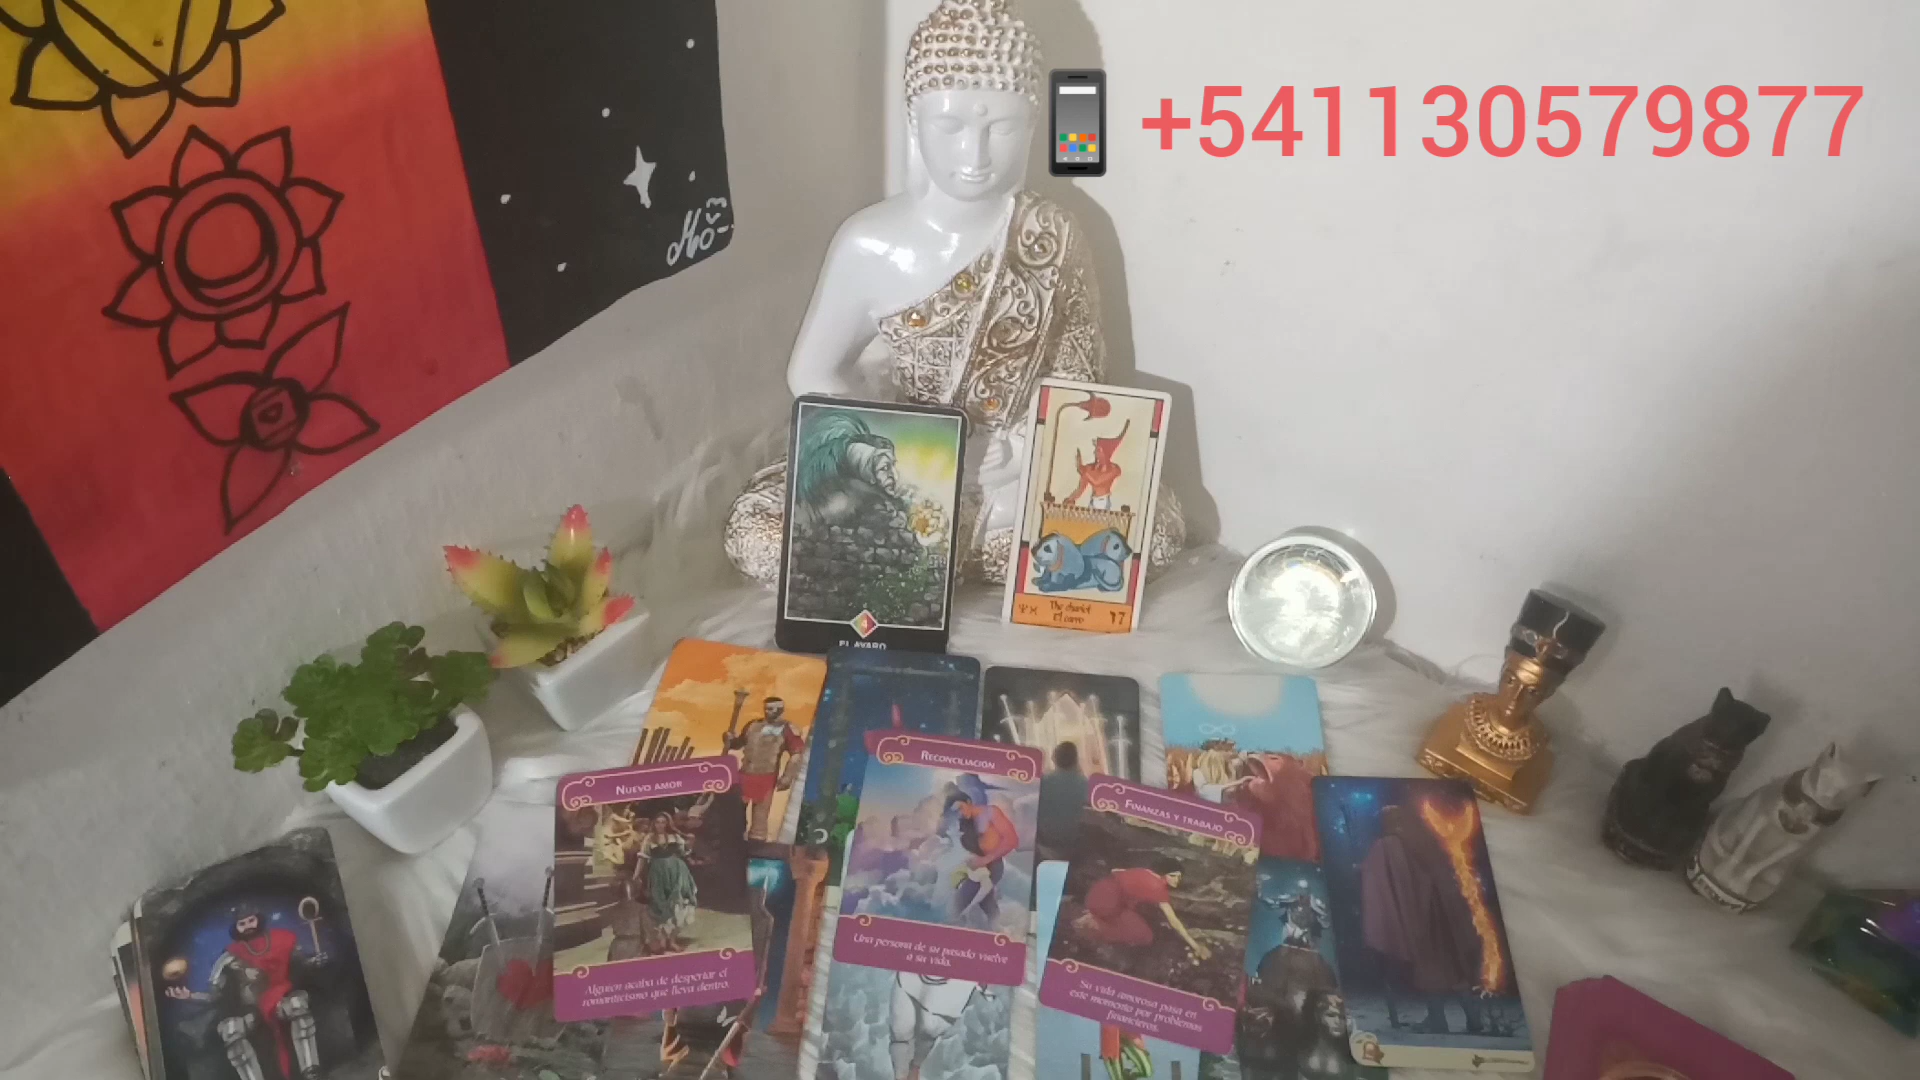 +541130579877
EL AVARO
The chariot
El carro
17
Reconciliación
Nuevo amor
Finanzas y trabajo
Una persona de su pasado vuelve
a su vida.
Alguien acaba de despertar el
romanticismo que lleva dentro.
Su vida amorosa pasa en
este momento por problemas
financieros.